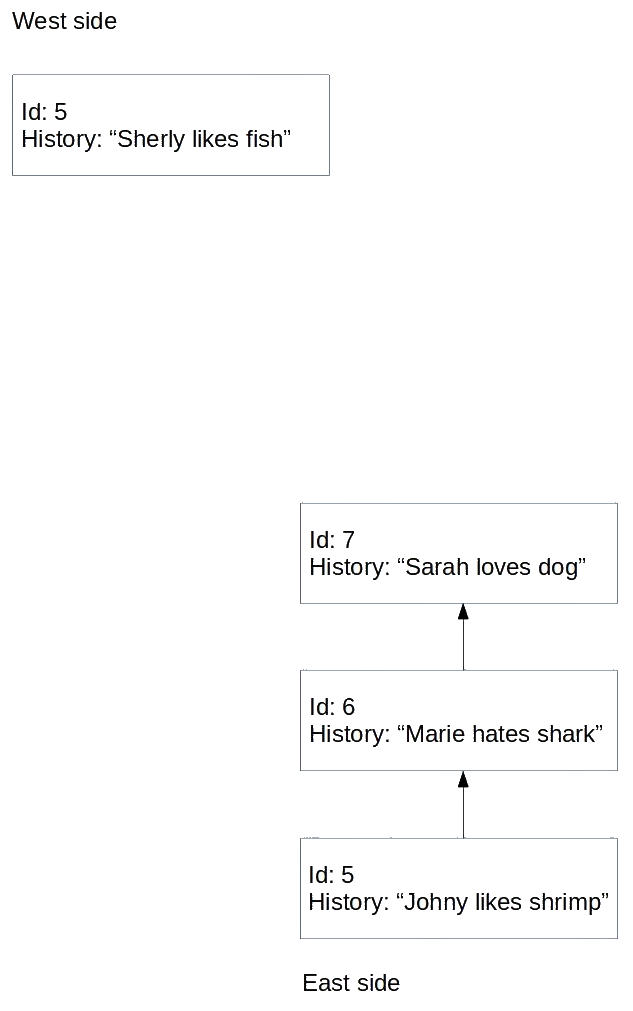 West side
Id: 5
History: “Sherly likes fish”
Id: 7
History: “Sarah loves dog”
Id: 6
History: “Marie hates shark”
Id: 5
History: “Johny likes shrimp”
East side